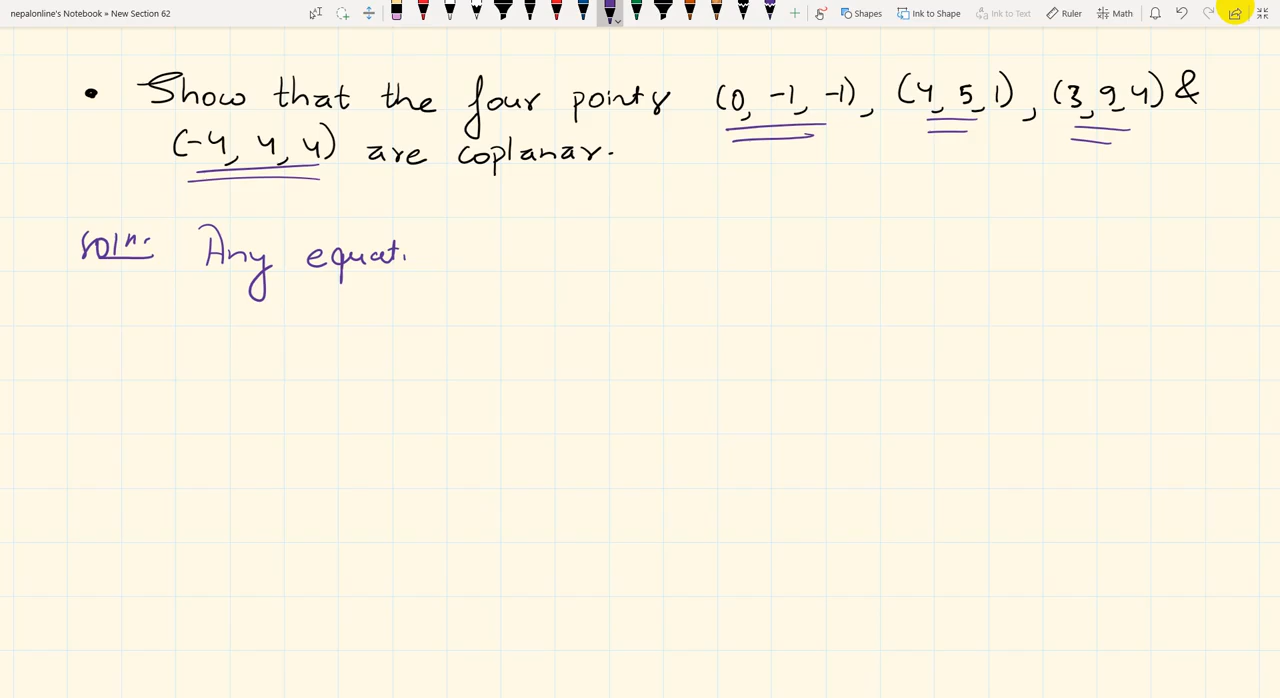 nepalonline's Notebook » New Section 62
Shapes Ink to Shape Ink to Text Ruler Math
• Show that the four points (0, -1, -1), (4, 5, 1), (3, 9, 4) &
(-4, 4, 4) are coplanar.
soln: Any equat.